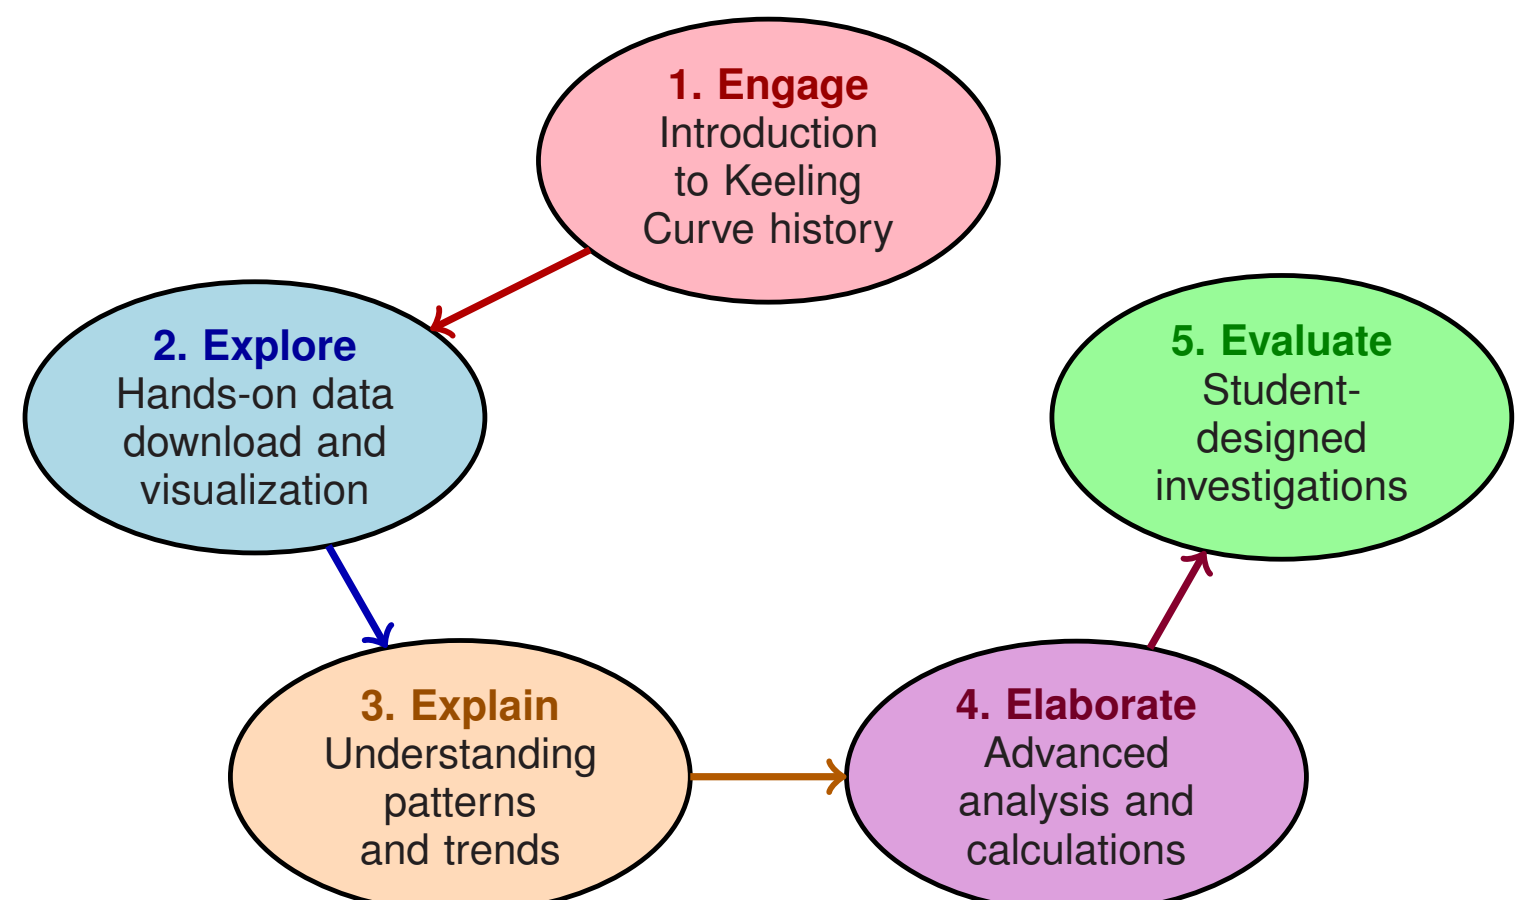 1. Engage
Introduction
to Keeling
Curve history
2. Explore
Hands-on data
download and
visualization
3. Explain
Understanding
patterns
and trends
4. Elaborate
Advanced
analysis and
calculations
5. Evaluate
Student-
designed
investigations